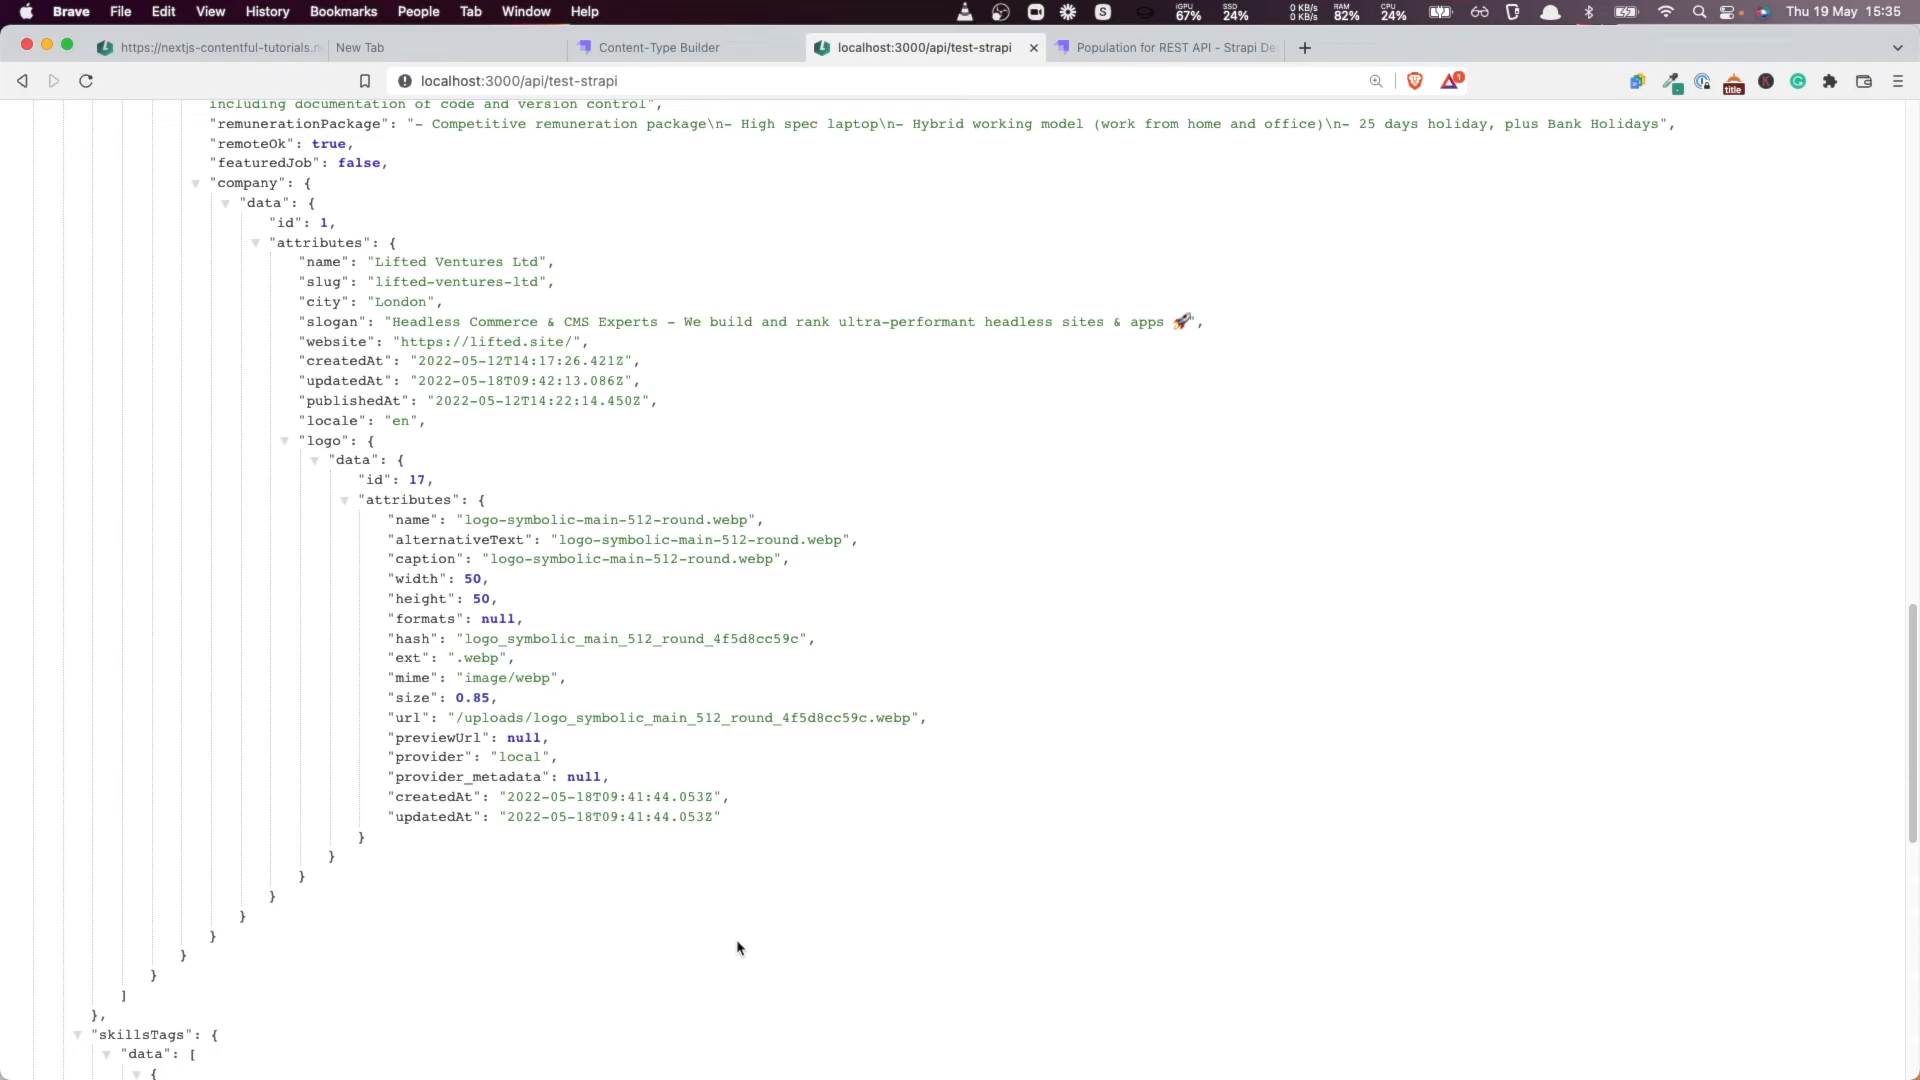 Brave File Edit View History Bookmarks People Tab Window Help
iGPU 67% SSD 24% 0 KB/s 0 KB/s RAM 82% CPU 24% Thu 19 May 15:35
https://nextjs-contentful-tutorials.n New Tab Content-Type Builder localhost:3000/api/test-strapi Population for REST API - Strapi De
localhost:3000/api/test-strapi 1 title
including documentation of code and version control",
"remunerationPackage": "- Competitive remuneration package\n- High spec laptop\n- Hybrid working model (work from home and office)\n- 25 days holiday, plus Bank Holidays",
"remoteOk": true,
"featuredJob": false,
"company": {
"data": {
"id": 1,
"attributes": {
"name": "Lifted Ventures Ltd",
"slug": "lifted-ventures-ltd",
"city": "London",
"slogan": "Headless Commerce & CMS Experts - We build and rank ultra-performant headless sites & apps 🚀",
"website": "https://lifted.site/",
"createdAt": "2022-05-12T14:17:26.421Z",
"updatedAt": "2022-05-18T09:42:13.086Z",
"publishedAt": "2022-05-12T14:22:14.450Z",
"locale": "en",
"logo": {
"data": {
"id": 17,
"attributes": {
"name": "logo-symbolic-main-512-round.webp",
"alternativeText": "logo-symbolic-main-512-round.webp",
"caption": "logo-symbolic-main-512-round.webp",
"width": 50,
"height": 50,
"formats": null,
"hash": "logo_symbolic_main_512_round_4f5d8cc59c",
"ext": ".webp",
"mime": "image/webp",
"size": 0.85,
"url": "/uploads/logo_symbolic_main_512_round_4f5d8cc59c.webp",
"previewUrl": null,
"provider": "local",
"provider_metadata": null,
"createdAt": "2022-05-18T09:41:44.053Z",
"updatedAt": "2022-05-18T09:41:44.053Z"
}
}
}
}
}
}
}
}
]
},
"skillsTags": {
"data": [
{